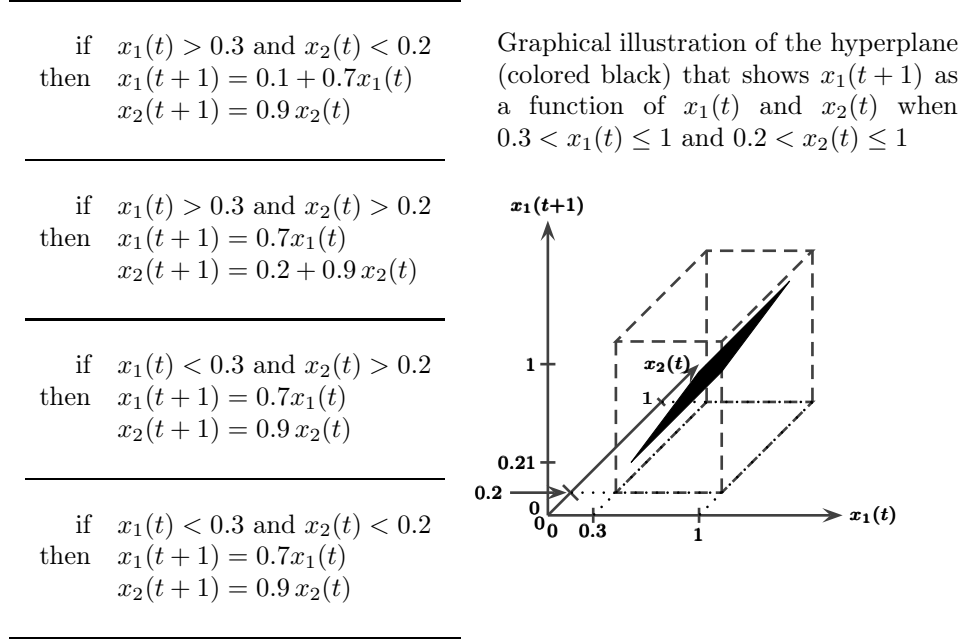 if x₁(t) > 0.3 and x₂(t) < 0.2
then x₁(t + 1) = 0.1 + 0.7x₁(t)
x₂(t + 1) = 0.9 x₂(t)
if x₁(t) > 0.3 and x₂(t) > 0.2
then x₁(t + 1) = 0.7x₁(t)
x₂(t + 1) = 0.2 + 0.9 x₂(t)
if x₁(t) < 0.3 and x₂(t) > 0.2
then x₁(t + 1) = 0.7x₁(t)
x₂(t + 1) = 0.9 x₂(t)
if x₁(t) < 0.3 and x₂(t) < 0.2
then x₁(t + 1) = 0.7x₁(t)
x₂(t + 1) = 0.9 x₂(t)
Graphical illustration of the hyperplane
(colored black) that shows x₁(t + 1) as
a function of x₁(t) and x₂(t) when
0.3 < x₁(t) ≤ 1 and 0.2 < x₂(t) ≤ 1
x₁(t+1)
1
x₂(t)
1
0.21
0.2
0
0
0
0.3
1
x₁(t)